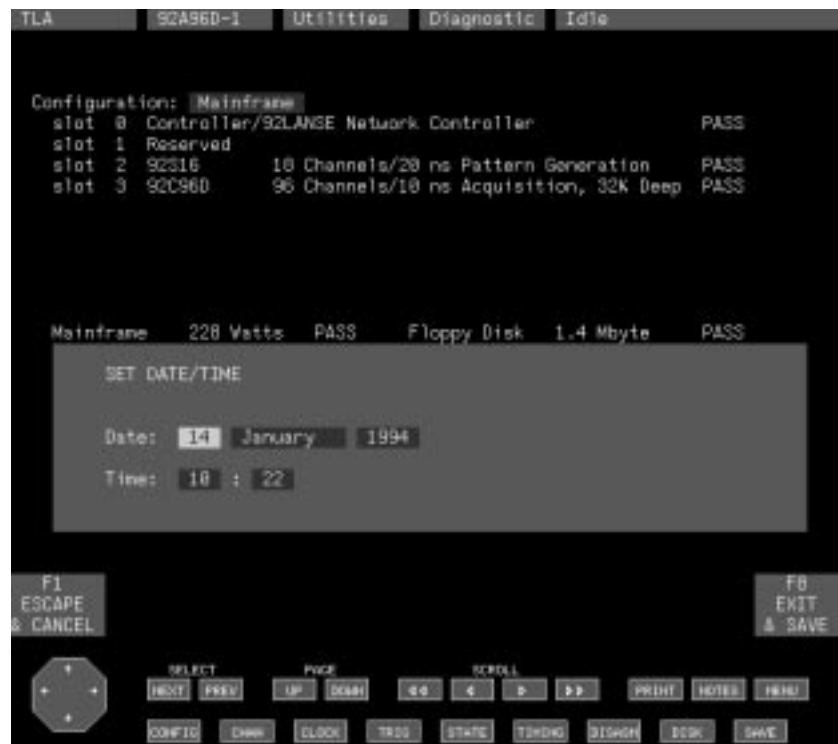 TLA 92A96D-1 Utilities Diagnostic Idle
Configuration: Mainframe
slot 0 Controller/92LANSE Network Controller PASS
slot 1 Reserved
slot 2 92S16 18 Channels/20 ns Pattern Generation PASS
slot 3 92C96D 96 Channels/10 ns Acquisition, 32K Deep PASS
Mainframe 220 Watts PASS Floppy Disk 1.4 Mbyte PASS
SET DATE/TIME
Date: 14 January 1994
Time: 10 : 22
F1 F8
ESCAPE EXIT
& CANCEL & SAVE
SELECT PAGE SCROLL
NEXT PREV UP DOWN PRINT NOTES MENU
CONFIG CHAN CLOCK TRIG STATE TIMING DISASM DISK SAVE